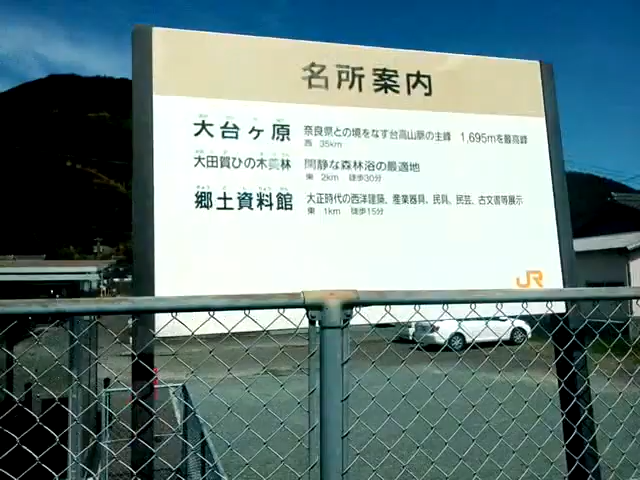 名所案内
大台ヶ原 奈良県との境をなす台高山脈の主峰 1,695mを最高峰
西 35km
大田賀ひの木美林 閑静な森林浴の最適地
東 2km 徒歩30分
郷土資料館 大正時代の西洋建築、産業器具、民具、民芸、古文書等展示
東 1km 徒歩15分
JR